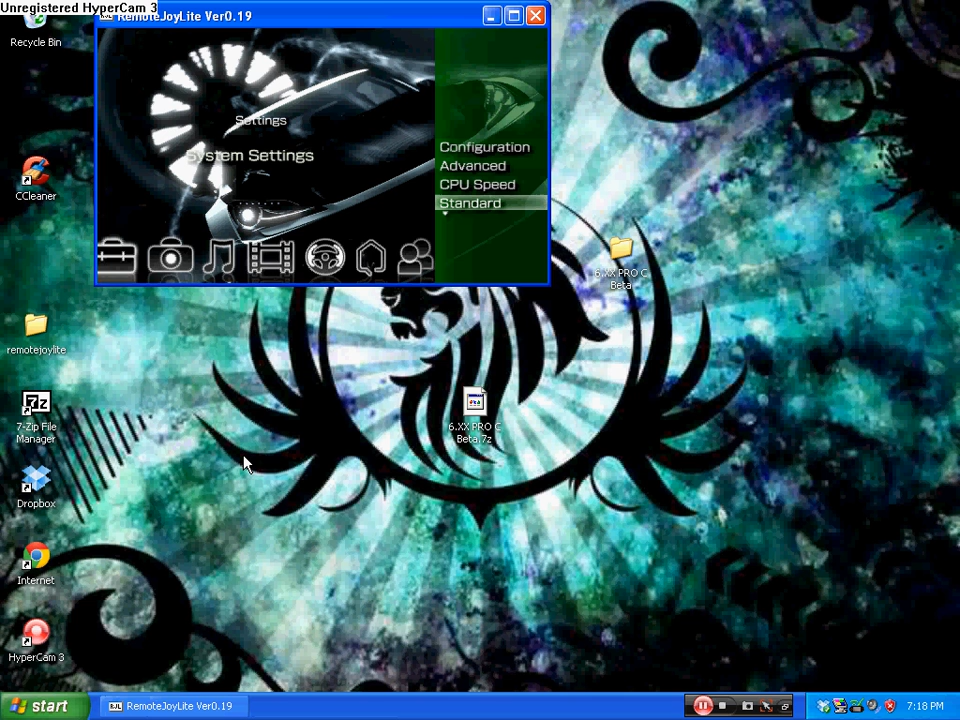 Unregistered HyperCam 3
RemoteJoyLite Ver0.19
Recycle Bin
Settings
System Settings
Configuration
Advanced
CPU Speed
Standard
CCleaner
6.XX PRO C
Beta
remotejoylite
7-Zip File
Manager
6.XX PRO C
Beta.7z
Dropbox
Internet
HyperCam 3
start
RJL
RemoteJoyLite Ver0.19
7:18 PM